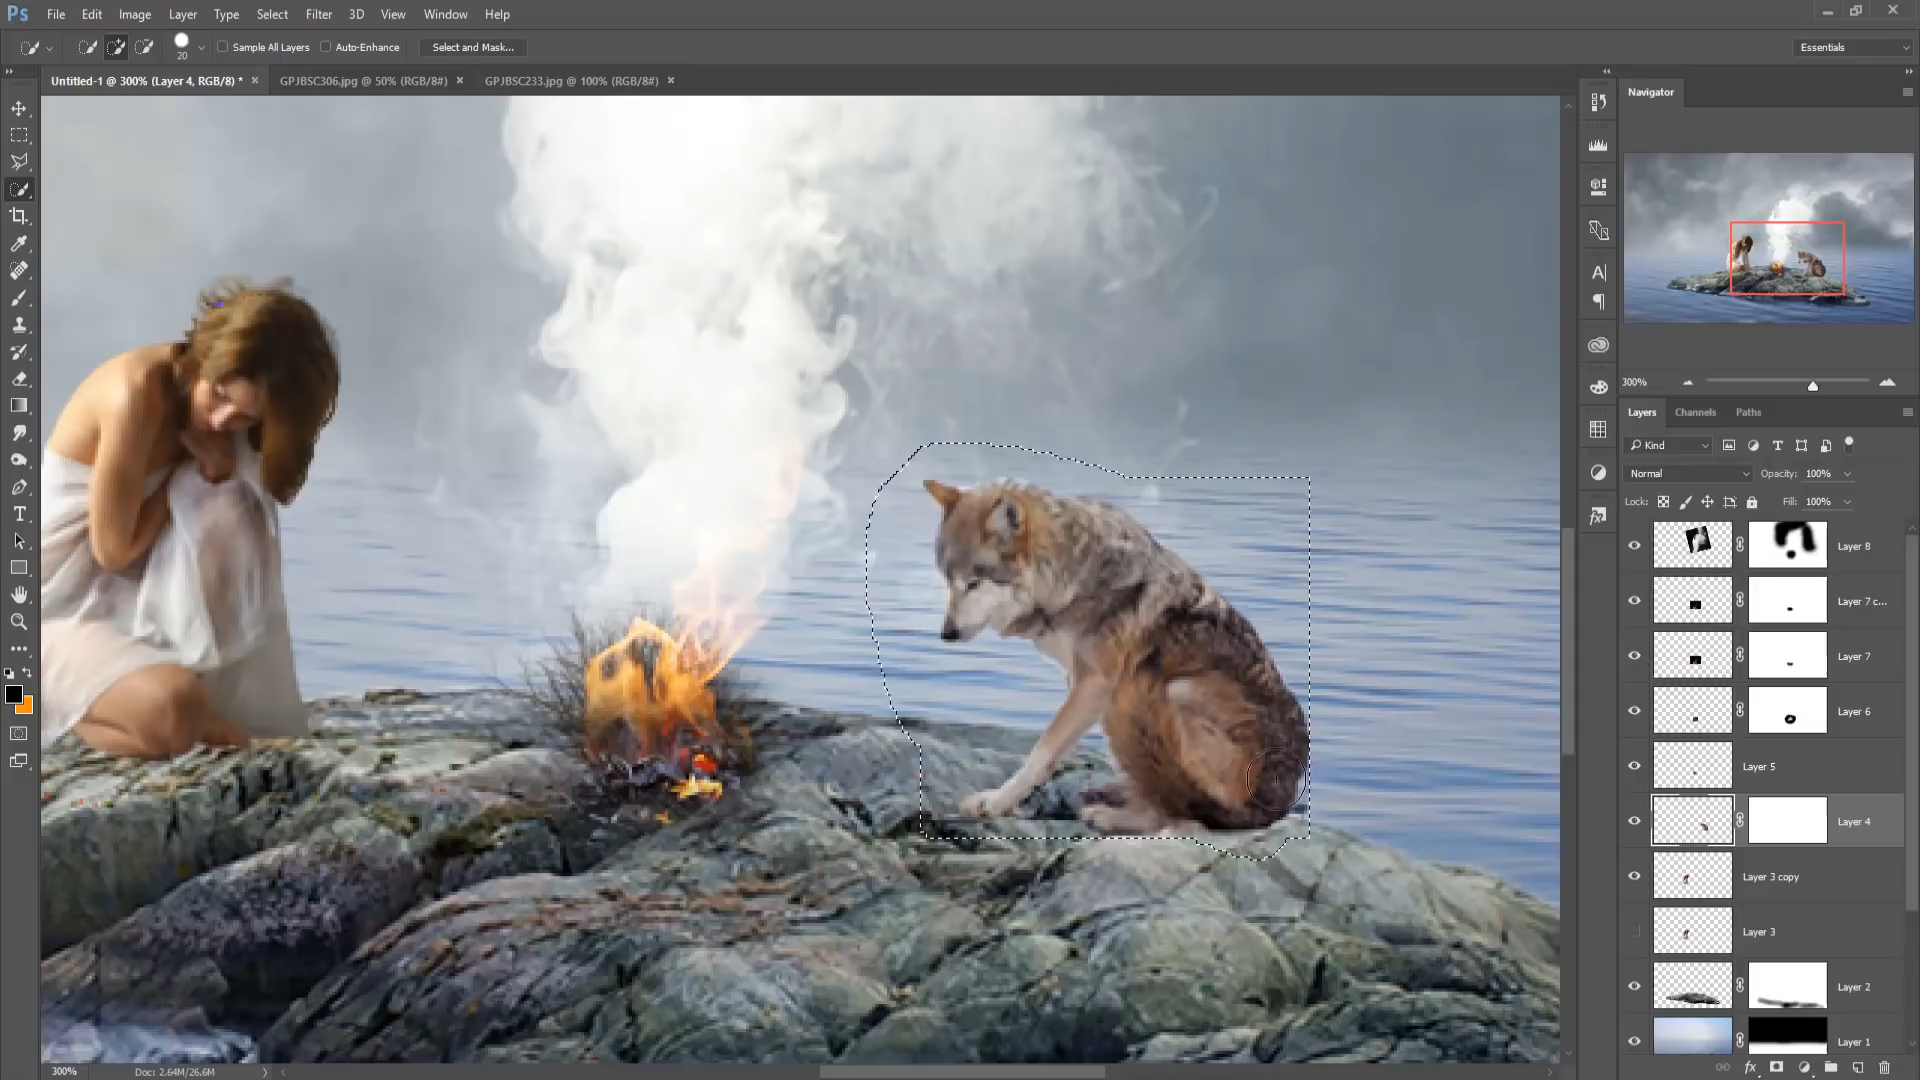 Ps File Edit Image Layer Type Select Filter 3D View Window Help
20 Sample All Layers Auto-Enhance Select and Mask... Essentials
Untitled-1 @ 300% (Layer 4, RGB/8) * GPJBSC306.jpg @ 50% (RGB/8#) GPJBSC233.jpg @ 100% (RGB/8#)
Navigator
300%
Layers Channels Paths
Kind
Normal Opacity: 100%
Lock: Fill: 100%
Layer 8
Layer 7 c...
Layer 7
Layer 6
Layer 5
Layer 4
Layer 3 copy
Layer 3
Layer 2
Layer 1
300% Doc: 2.64M/26.6M